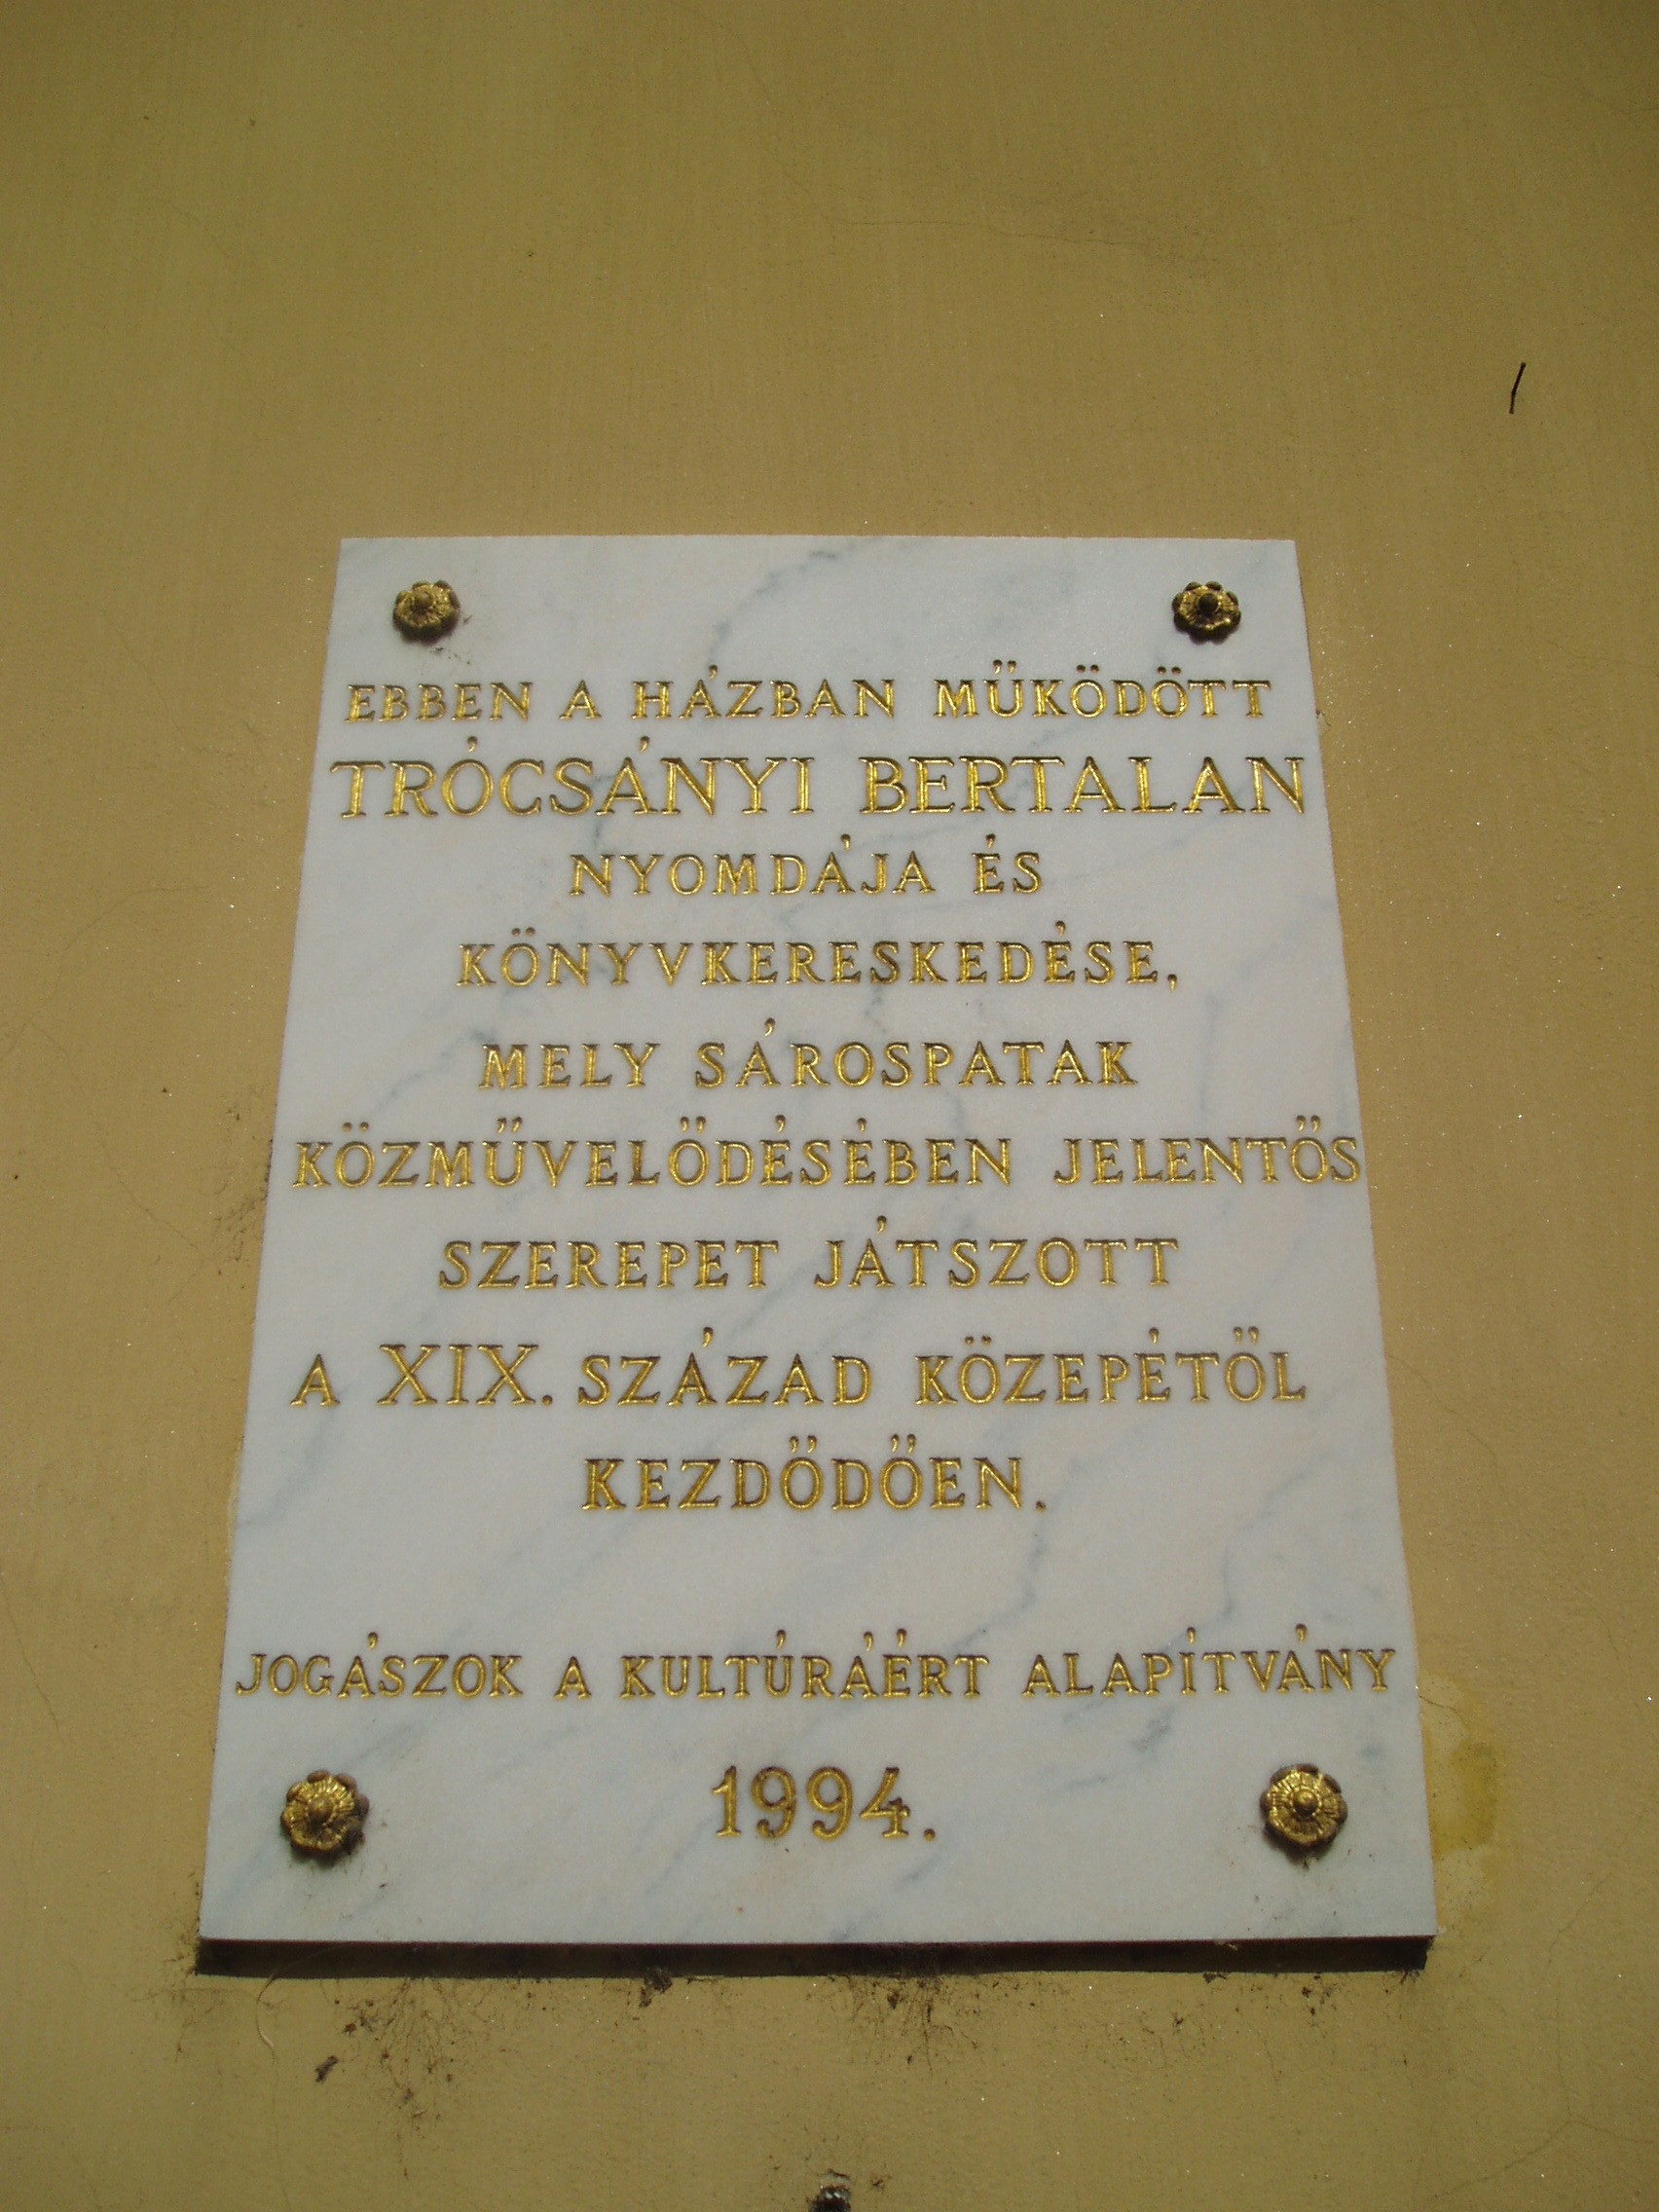 EBBEN A HÁZBAN MŰKÖDÖTT
TRÓCSÁNYI BERTALAN
NYOMDÁJA ÉS
KÖNYVKERESKEDÉSE,
MELY SÁROSPATAK
KÖZMŰVELŐDÉSÉBEN JELENTŐS
SZEREPET JÁTSZOTT
A XIX. SZÁZAD KÖZEPÉTŐL
KEZDŐDŐEN.
JOGÁSZOK A KULTÚRÁÉRT ALAPÍTVÁNY
1994.